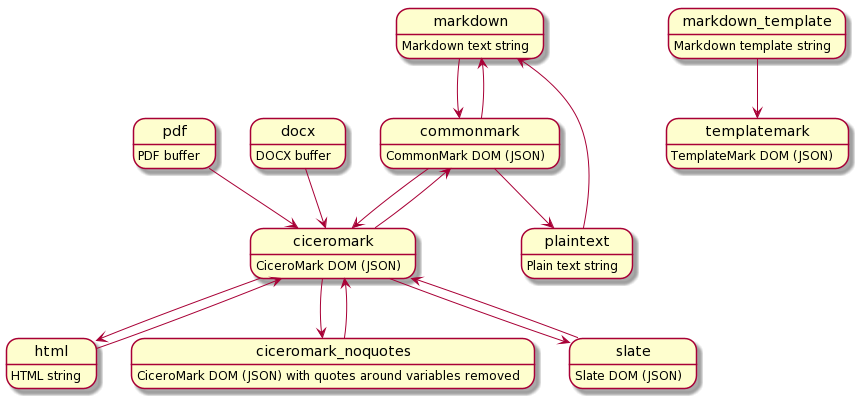 markdown
Markdown text string
markdown_template
Markdown template string
pdf
PDF buffer
docx
DOCX buffer
commonmark
CommonMark DOM (JSON)
templatemark
TemplateMark DOM (JSON)
ciceromark
CiceroMark DOM (JSON)
plaintext
Plain text string
html
HTML string
ciceromark_noquotes
CiceroMark DOM (JSON) with quotes around variables removed
slate
Slate DOM (JSON)